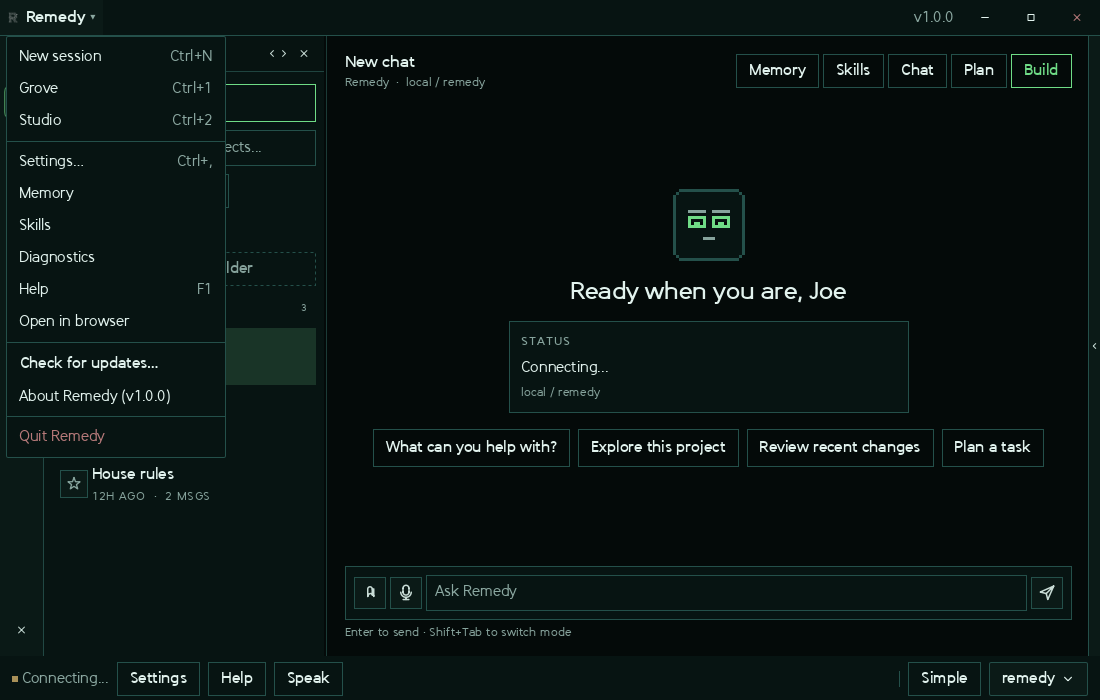 Remedy
v1.0.0
New session Ctrl+N
Grove Ctrl+1
Studio Ctrl+2
Settings... Ctrl+,
Memory
Skills
Diagnostics
Help F1
Open in browser
Check for updates...
About Remedy (v1.0.0)
Quit Remedy
ects...
lder
3
House rules
12H AGO · 2 MSGS
New chat
Remedy · local / remedy
Memory
Skills
Chat
Plan
Build
Ready when you are, Joe
STATUS
Connecting...
local / remedy
What can you help with?
Explore this project
Review recent changes
Plan a task
Ask Remedy
Enter to send · Shift+Tab to switch mode
Connecting...
Settings
Help
Speak
Simple
remedy